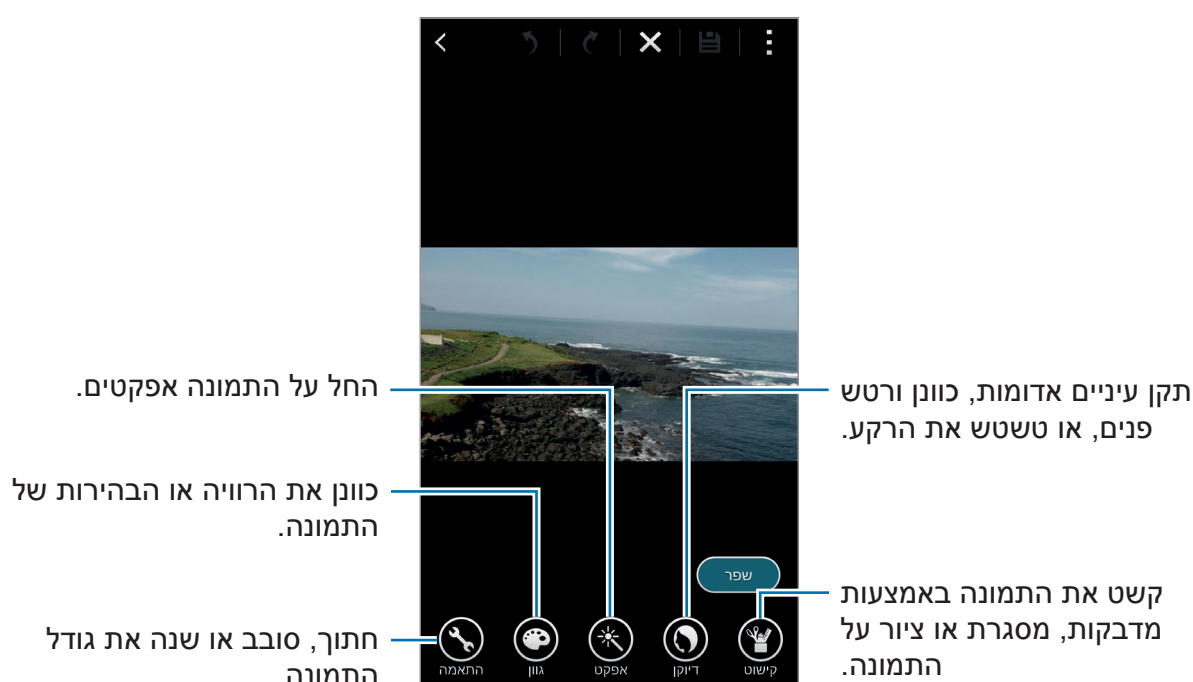 החל על התמונה אפקטים.
תקן עיניים אדומות, כוונן ורטש
פנים, או טשטש את הרקע.
כוונן את הרוויה או הבהירות של
התמונה.
שפר
קשט את התמונה באמצעות
מדבקות, מסגרת או ציור על
התמונה.
חתוך, סובב או שנה את גודל
התמונה
קישוט
דיוקן
אפקט
גוון
התאמה